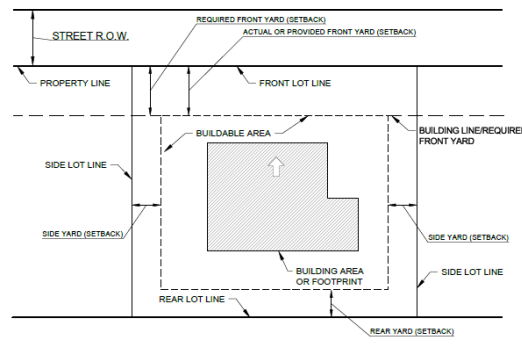 REQUIRED FRONT YARD (SETBACK)
STREET R.O.W.
ACTUAL OR PROVIDED FRONT YARD (SETBACK)
PROPERTY LINE
FRONT LOT LINE
BUILDABLE AREA
BUILDING LINE/REQUIRE
FRONT YARD
SIDE LOT LINE
SIDE YARD (SETBACK)
SIDE YARD (SETBACK)
BUILDING AREA
OR FOOTPRINT
SIDE LOT LINE
REAR LOT LINE
REAR YARD (SETBACK)